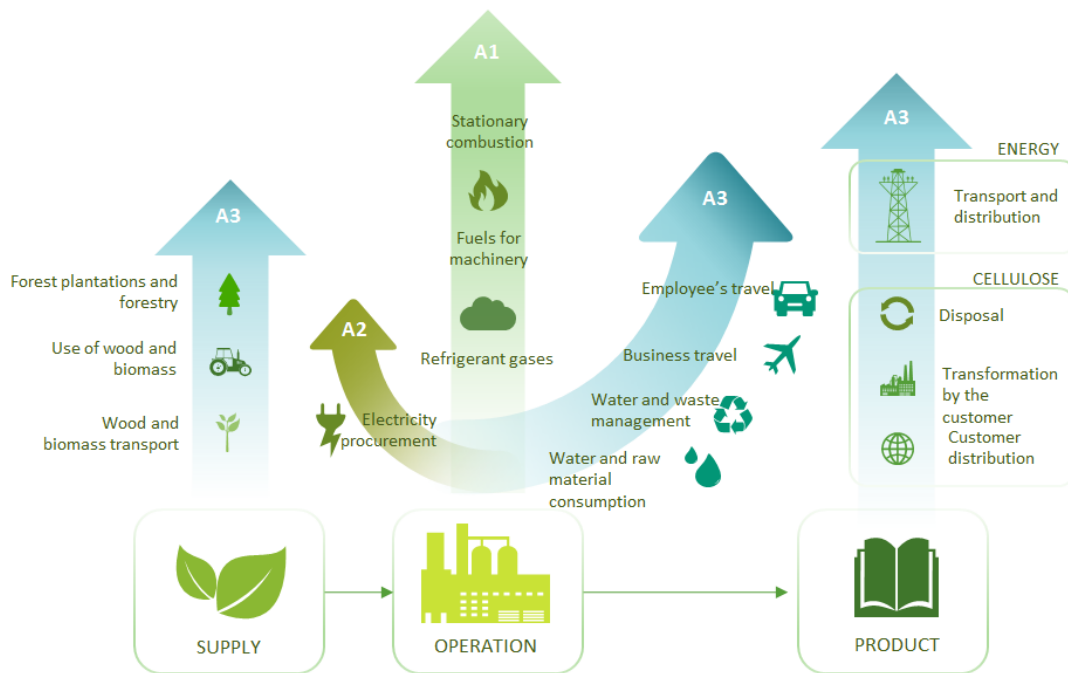 A3
Forest plantations and
forestry
Use of wood and
biomass
Wood and
biomass transport
A2
Electricity
procurement
A1
Stationary
combustion
Fuels for
machinery
Refrigerant gases
A3
Employee's travel
Business travel
Water and waste
management
Water and raw
material
consumption
A3
ENERGY
Transport and
distribution
CELLULOSE
Disposal
Transformation
by the
customer
Customer
distribution
SUPPLY
OPERATION
PRODUCT